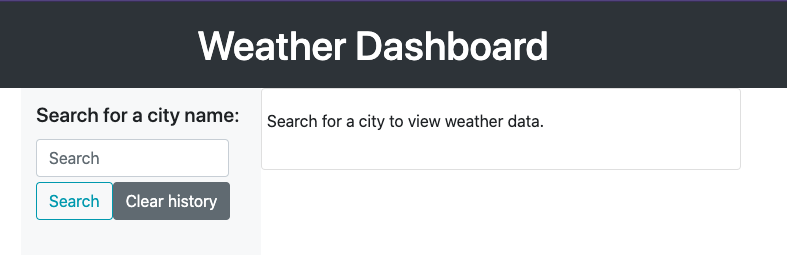 Weather Dashboard
Search for a city name:
Search
Search Clear history
Search for a city to view weather data.